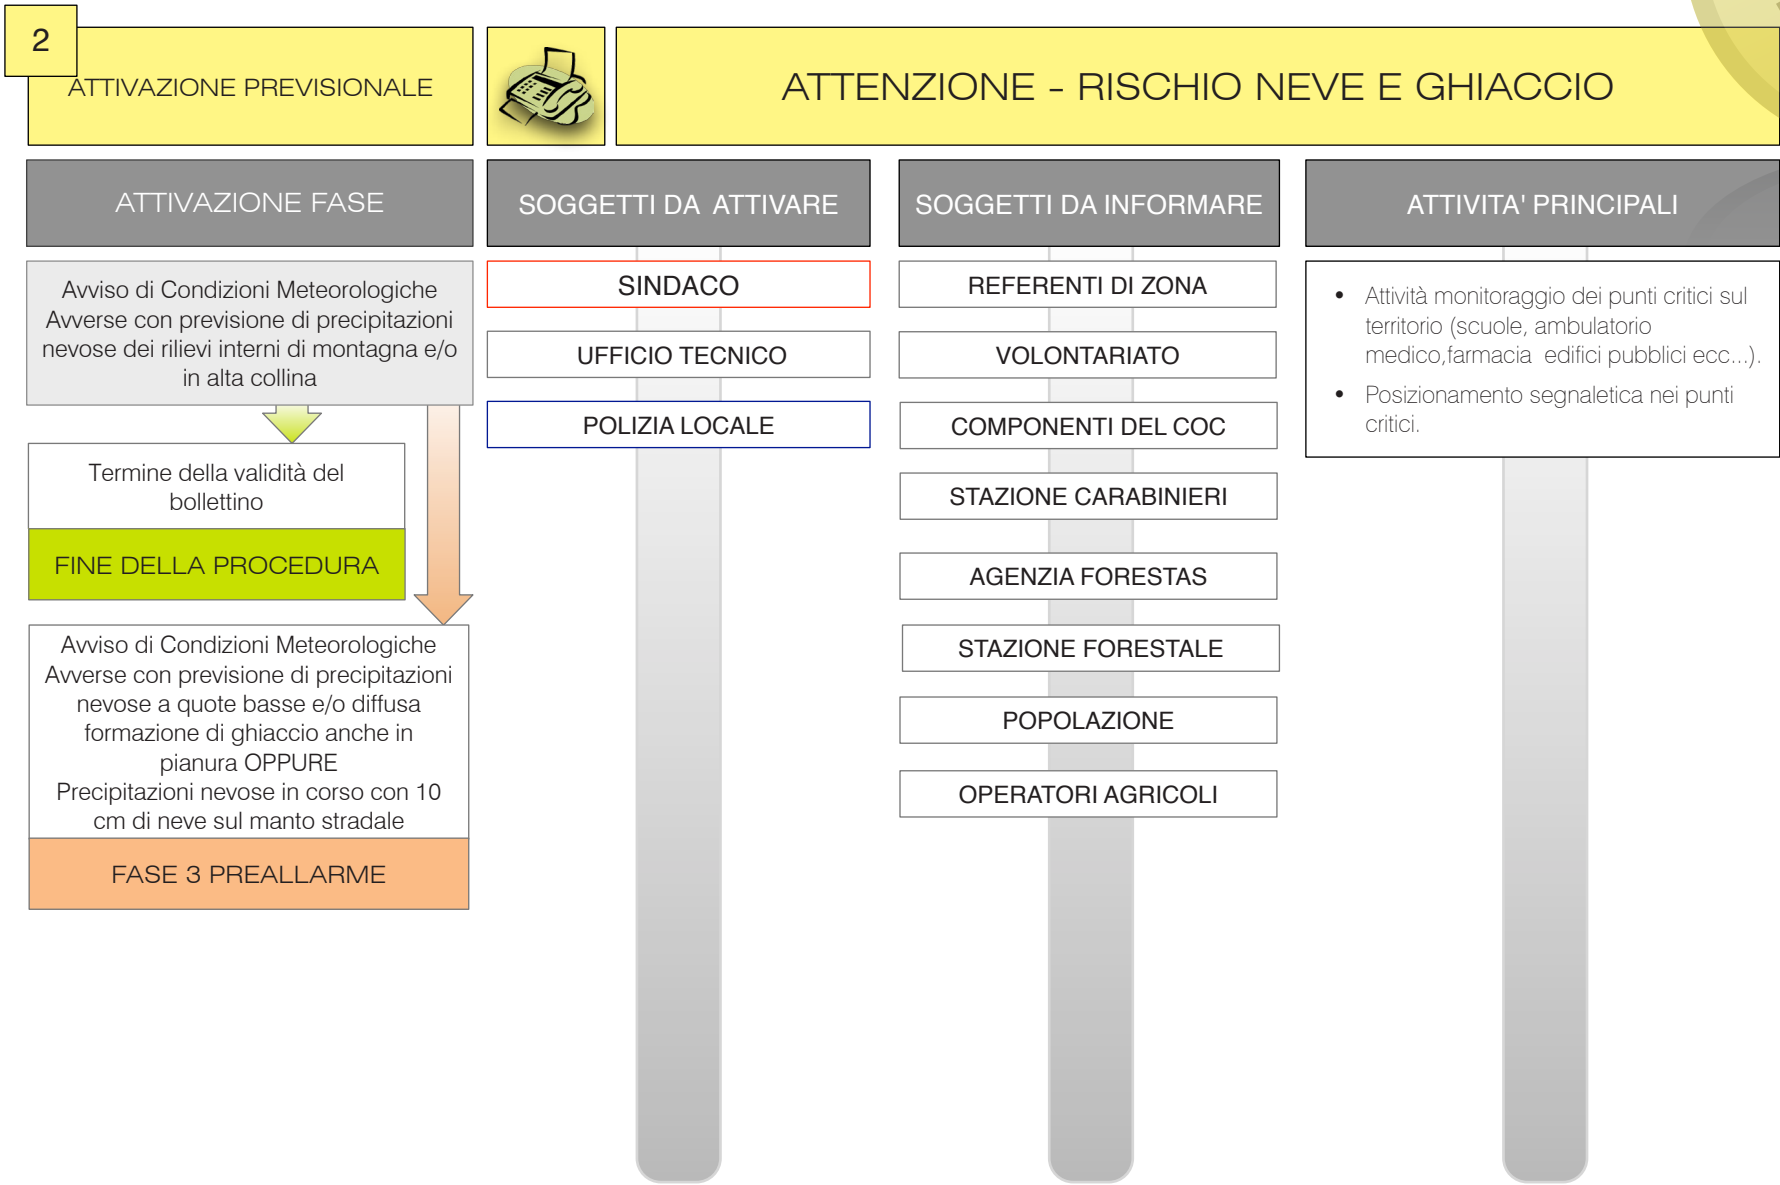 2
ATTIVAZIONE PREVISIONALE
ATTENZIONE - RISCHIO NEVE E GHIACCIO
ATTIVAZIONE FASE
Avviso di Condizioni Meteorologiche
Avverse con previsione di precipitazioni
nevose dei rilievi interni di montagna e/o
in alta collina
Termine della validità del
bollettino
FINE DELLA PROCEDURA
Avviso di Condizioni Meteorologiche
Avverse con previsione di precipitazioni
nevose a quote basse e/o diffusa
formazione di ghiaccio anche in
pianura OPPURE
Precipitazioni nevose in corso con 10
cm di neve sul manto stradale
FASE 3 PREALLARME
SOGGETTI DA ATTIVARE
SINDACO
UFFICIO TECNICO
POLIZIA LOCALE
SOGGETTI DA INFORMARE
REFERENTI DI ZONA
VOLONTARIATO
COMPONENTI DEL COC
STAZIONE CARABINIERI
AGENZIA FORESTAS
STAZIONE FORESTALE
POPOLAZIONE
OPERATORI AGRICOLI
ATTIVITA' PRINCIPALI
• Attività monitoraggio dei punti critici sul
territorio (scuole, ambulatorio
medico,farmacia edifici pubblici ecc...).
• Posizionamento segnaletica nei punti
critici.